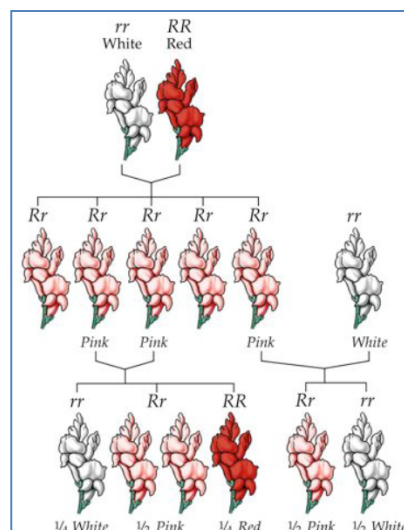 rr RR
White Red
Rr Rr Rr Rr Rr rr
Pink Pink Pink White
rr Rr RR Rr rr
¼ White ½ Pink ¼ Red ½ Pink ½ White